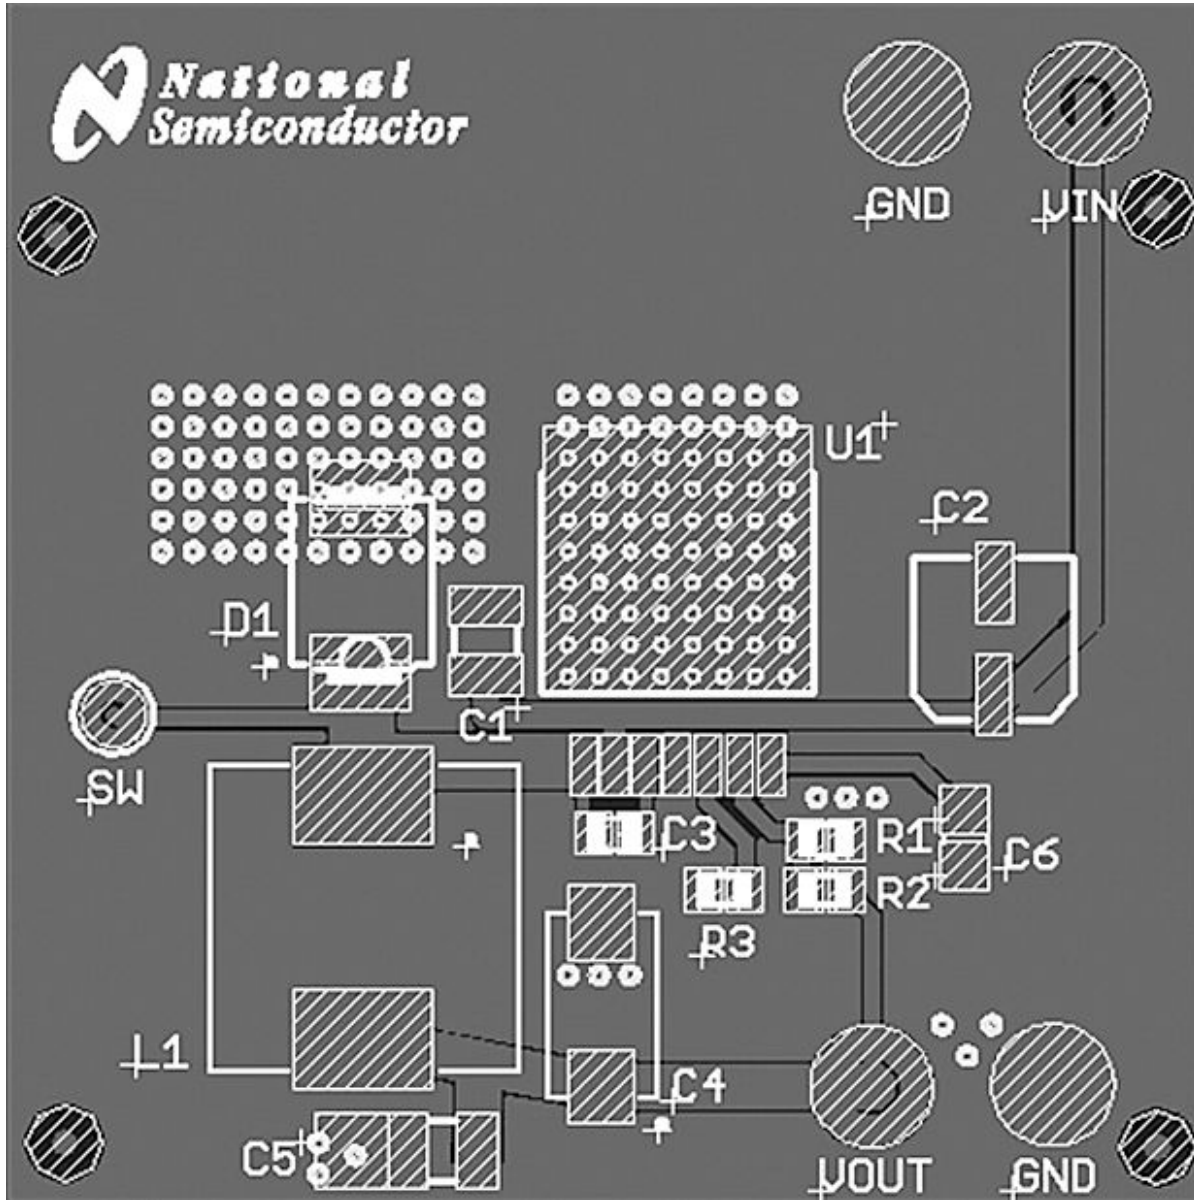 National
Semiconductor
GND
VIN
U1
C2
D1
C1
SW
C3
R1
C6
R2
R3
L1
C4
C5
VOUT
GND